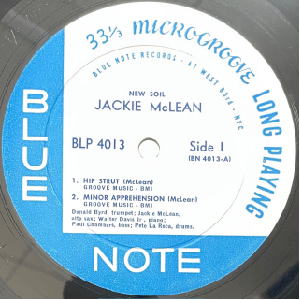 33⅓ MICROGROOVE LONG PLAYING
BLUE NOTE RECORDS · 47 WEST 63rd · NYC
NEW SOIL
JACKIE McLEAN
BLP 4013
Side 1
(BN 4013-A)
1. HIP STRUT (McLean)
GROOVE MUSIC - BMI
2. MINOR APPREHENSION (McLear)
GROOVE MUSIC - BMI
Donald Byrd trumpet; Jackie McLean,
alto sax; Walter Davis Jr., piano;
Paul Chambers, bass; Pete La Roca, drums.
BLUE
NOTE